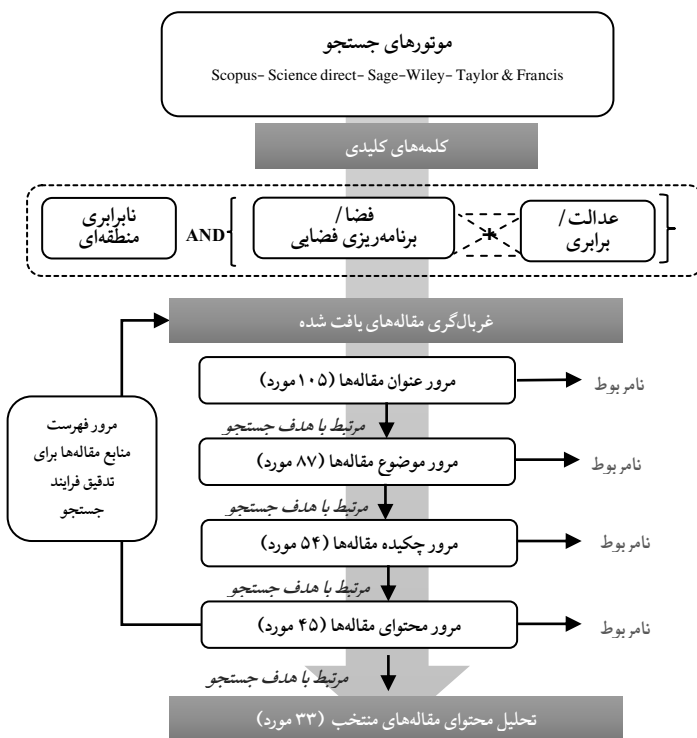 موتورهای جستجو
Scopus- Science direct- Sage-Wiley- Taylor & Francis
کلمه‌های کلیدی
عدالت/
برابری
+
فضا/
برنامه‌ریزی فضایی
AND
نابرابری
منطقه‌ای
غربال‌گری مقاله‌های یافت شده
مرور عنوان مقاله‌ها (۱۰۵ مورد)
نامربوط
مرتبط با هدف جستجو
مرور موضوع مقاله‌ها (۸۷ مورد)
نامربوط
مرتبط با هدف جستجو
مرور چکیده مقاله‌ها (۵۴ مورد)
نامربوط
مرتبط با هدف جستجو
مرور محتوای مقاله‌ها (۴۵ مورد)
نامربوط
مرتبط با هدف جستجو
مرور فهرست
منابع مقاله‌ها برای
تدقیق فرایند
جستجو
تحلیل محتوای مقاله‌های منتخب (۳۳ مورد)